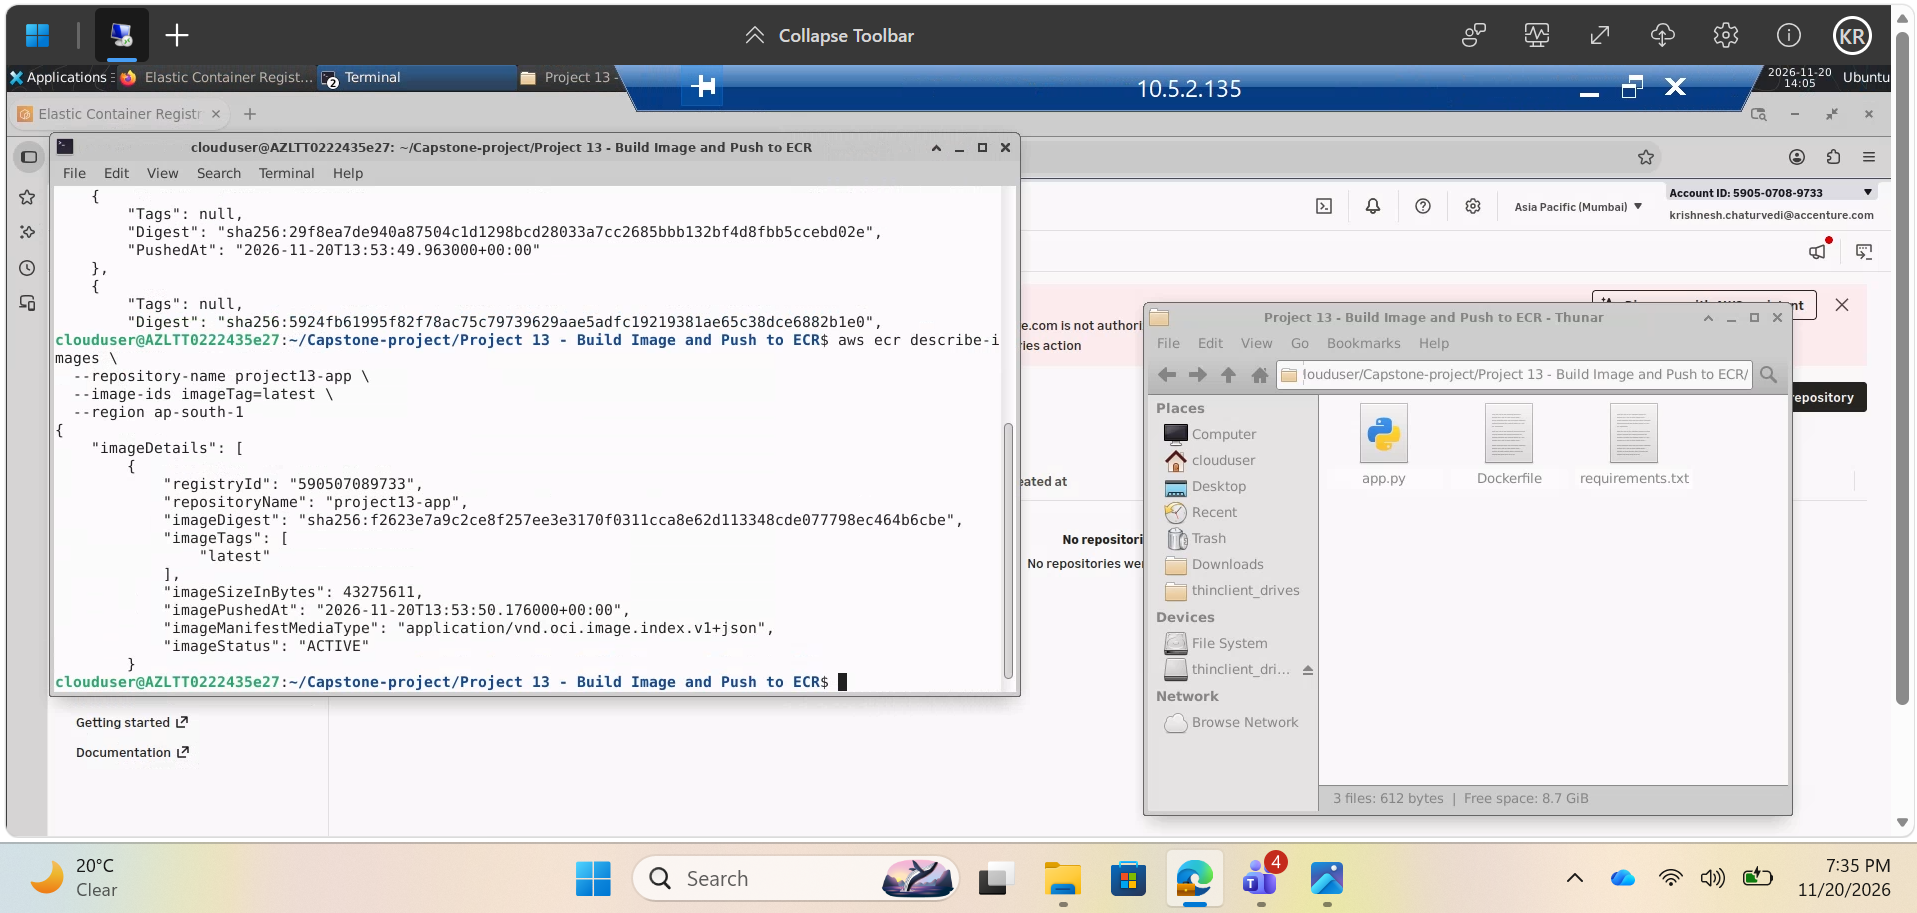 Collapse Toolbar
KR
Applications
Elastic Container Regist...
2
Terminal
Project 13 -
10.5.2.135
2026-11-20
14:05
Ubuntu
Elastic Container Registr
clouduser@AZLTT0222435e27: ~/Capstone-project/Project 13 - Build Image and Push to ECR
File Edit View Search Terminal Help
{
"Tags": null,
"Digest": "sha256:29f8ea7de940a87504c1d1298bcd28033a7cc2685bbb132bf4d8fbb5ccebd02e",
"PushedAt": "2026-11-20T13:53:49.963000+00:00"
},
{
"Tags": null,
"Digest": "sha256:5924fb61995f82f78ac75c79739629aae5adfc19219381ae65c38dce6882b1e0",
clouduser@AZLTT0222435e27:~/Capstone-project/Project 13 - Build Image and Push to ECR$ aws ecr describe-i
mages \
--repository-name project13-app \
--image-ids imageTag=latest \
--region ap-south-1
{
"imageDetails": [
{
"registryId": "590507089733",
"repositoryName": "project13-app",
"imageDigest": "sha256:f2623e7a9c2ce8f257ee3e3170f0311cca8e62d113348cde077798ec464b6cbe",
"imageTags": [
"latest"
],
"imageSizeInBytes": 43275611,
"imagePushedAt": "2026-11-20T13:53:50.176000+00:00",
"imageManifestMediaType": "application/vnd.oci.image.index.v1+json",
"imageStatus": "ACTIVE"
}
clouduser@AZLTT0222435e27:~/Capstone-project/Project 13 - Build Image and Push to ECR$
Getting started
Documentation
Asia Pacific (Mumbai)
Account ID: 5905-0708-9733
krishnesh.chaturvedi@accenture.com
e.com is not authori
ies action
nt
epository
eated at
No repositori
No repositories wer
Project 13 - Build Image and Push to ECR - Thunar
File Edit View Go Bookmarks Help
louduser/Capstone-project/Project 13 - Build Image and Push to ECR/
Places
Computer
clouduser
Desktop
Recent
Trash
Downloads
thinclient_drives
Devices
File System
thinclient_dri...
Network
Browse Network
app.py
Dockerfile
requirements.txt
3 files: 612 bytes | Free space: 8.7 GiB
20°C
Clear
Search
4
7:35 PM
11/20/2026